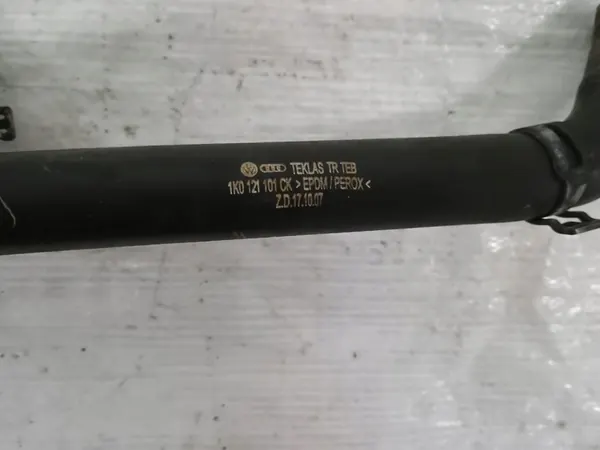 TEKLAS TR TEB
1K0 121 101 CK >EPDM/PEROX<
Z.D.17.10.07